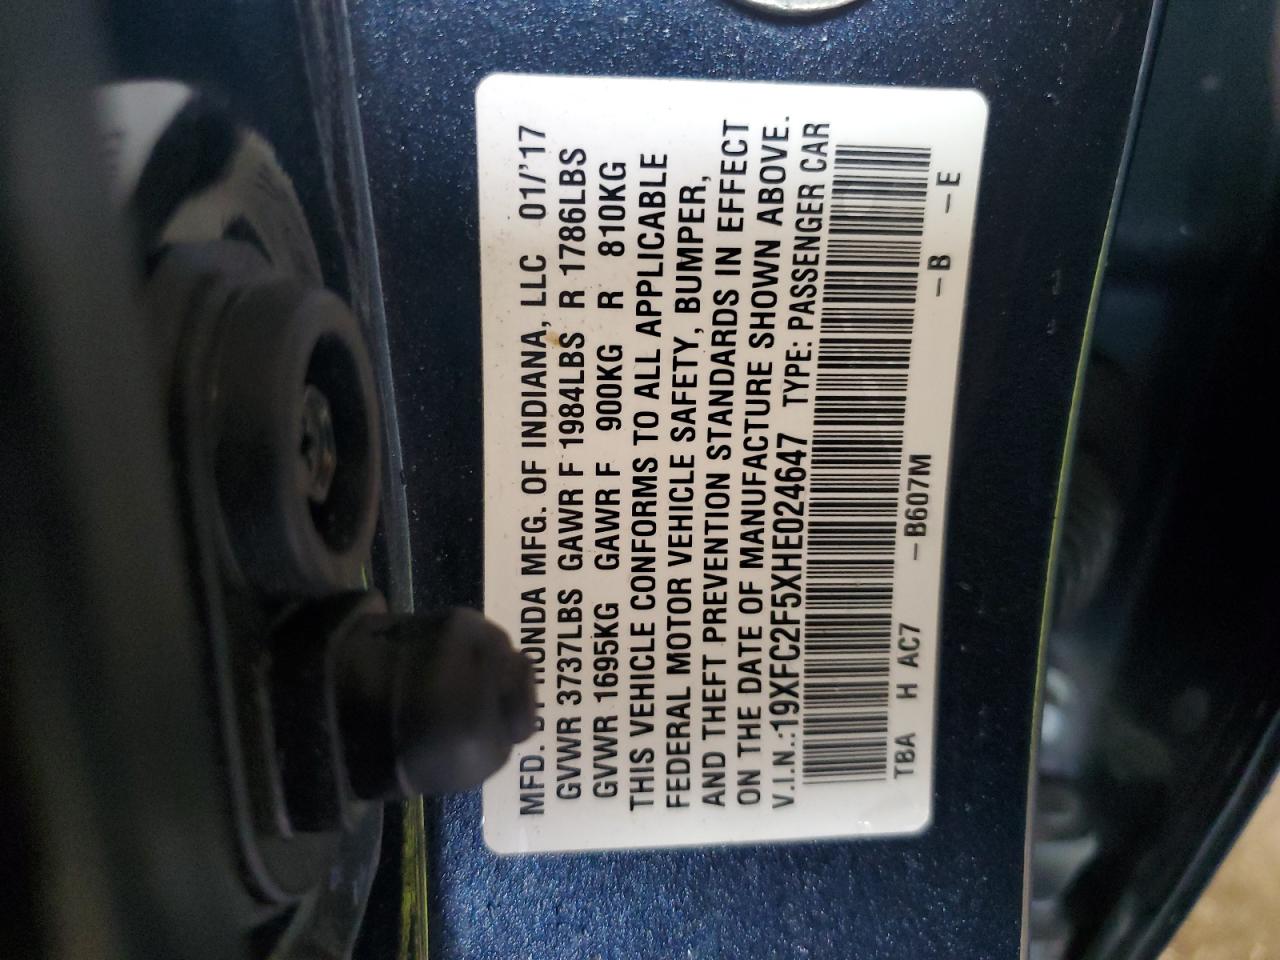 MFD. BY HONDA MFG. OF INDIANA, LLC 01/'17
GVWR 3737LBS GAWR F 1984LBS R 1786LBS
GVWR 1695KG GAWR F 900KG R 810KG
THIS VEHICLE CONFORMS TO ALL APPLICABLE
FEDERAL MOTOR VEHICLE SAFETY, BUMPER,
AND THEFT PREVENTION STANDARDS IN EFFECT
ON THE DATE OF MANUFACTURE SHOWN ABOVE.
V.I.N.:19XFC2F5XHE024647 TYPE: PASSENGER CAR
TBA H AC7 –B607M –B –E